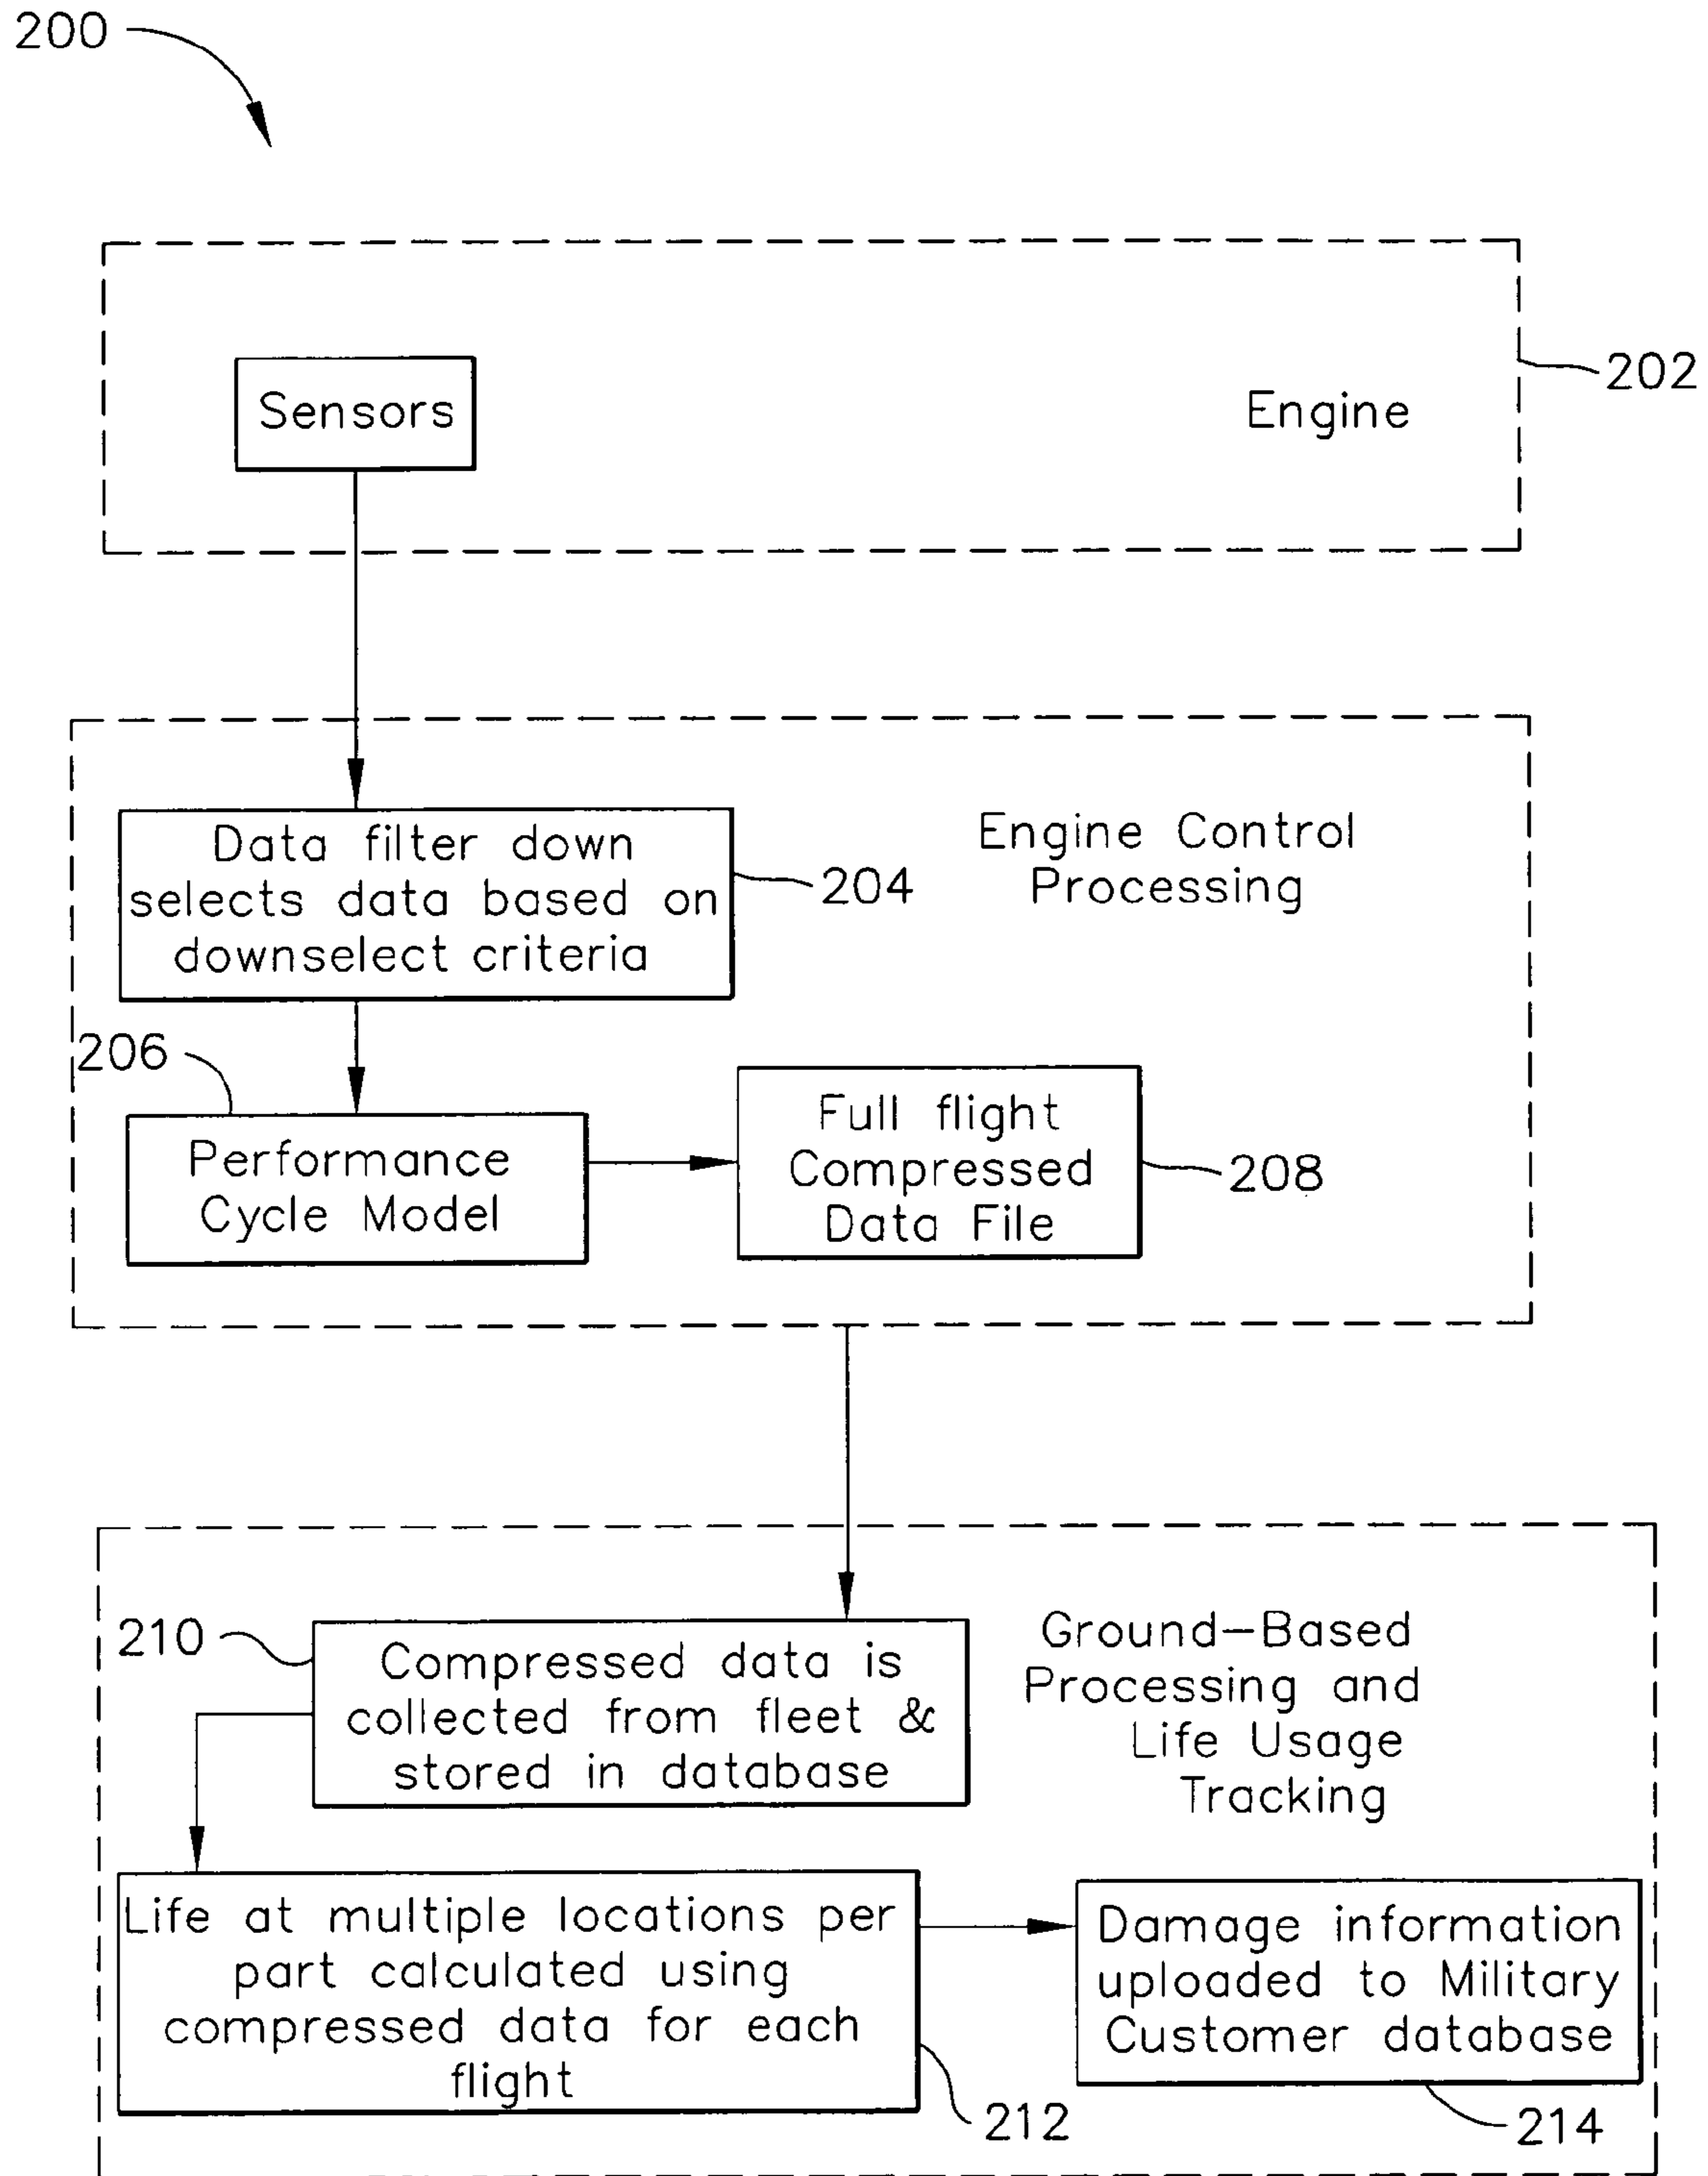 200
Sensors
Engine
202
Data filter down
selects data based on
downselect criteria
204
Engine Control
Processing
206
Performance
Cycle Model
Full flight
Compressed
Data File
208
210
Compressed data is
collected from fleet &
stored in database
Ground-Based
Processing and
Life Usage
Tracking
Life at multiple locations per
part calculated using
compressed data for each
flight
212
Damage information
uploaded to Military
Customer database
214